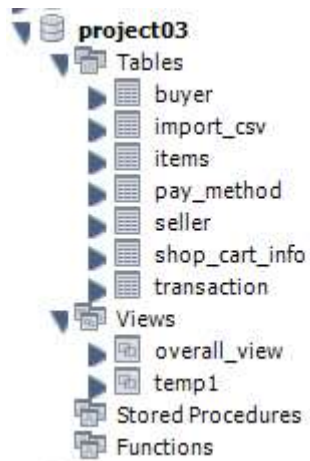 project03
Tables
buyer
import_csv
items
pay_method
seller
shop_cart_info
transaction
Views
overall_view
temp1
Stored Procedures
Functions